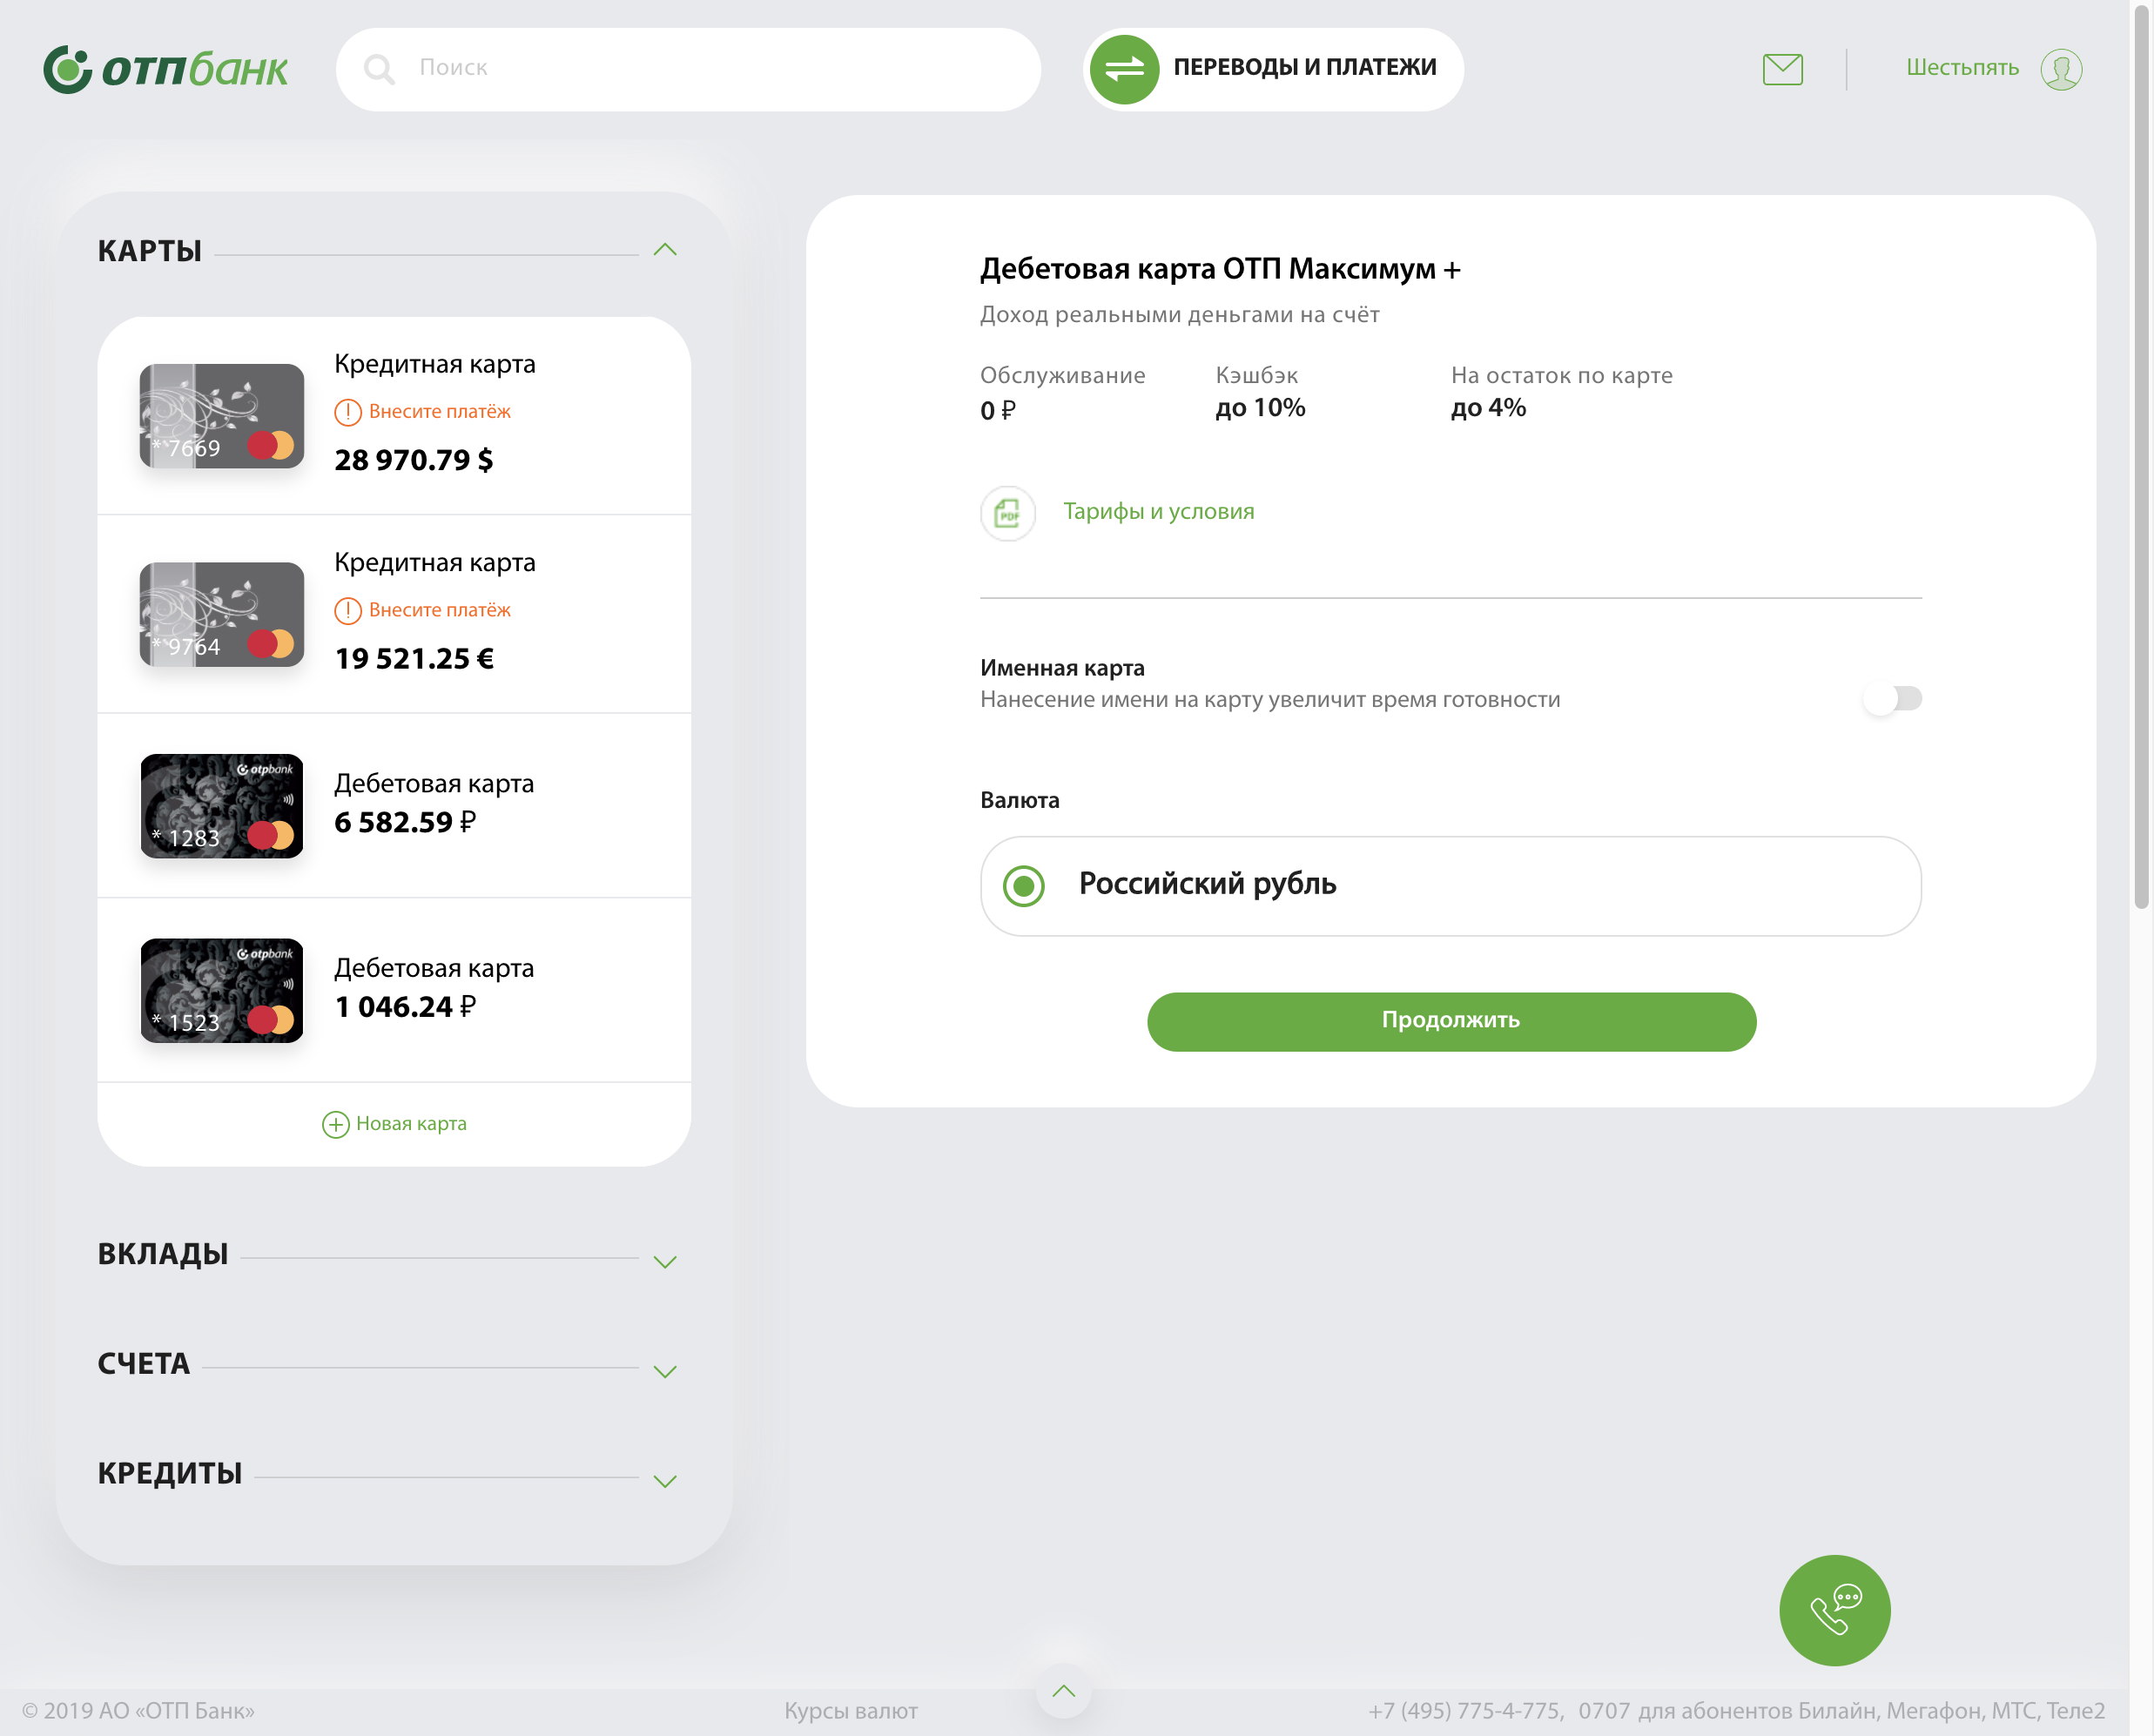 отпбанк
Поиск
ПЕРЕВОДЫ И ПЛАТЕЖИ
Шестьпять
КАРТЫ
Кредитная карта
Внесите платёж
* 7669
28 970.79 $
Кредитная карта
Внесите платёж
* 9764
19 521.25 €
otpbank
Дебетовая карта
6 582.59 ₽
* 1283
otpbank
Дебетовая карта
1 046.24 ₽
* 1523
Новая карта
ВКЛАДЫ
СЧЕТА
КРЕДИТЫ
Дебетовая карта ОТП Максимум +
Доход реальными деньгами на счёт
Обслуживание
0 ₽
Кэшбэк
до 10%
На остаток по карте
до 4%
PDF
Тарифы и условия
Именная карта
Нанесение имени на карту увеличит время готовности
Валюта
Российский рубль
Продолжить
© 2019 АО «ОТП Банк»
Курсы валют
+7 (495) 775-4-775, 0707 для абонентов Билайн, Мегафон, МТС, Теле2